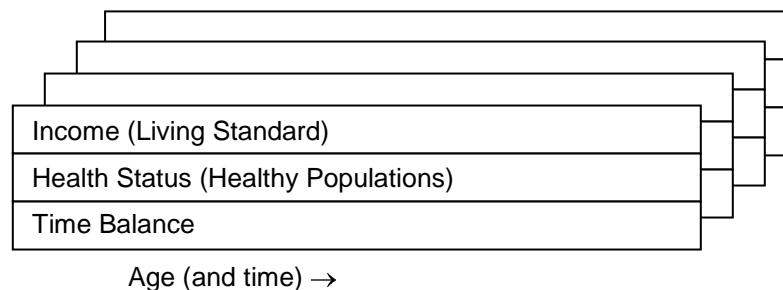 Income (Living Standard)
Health Status (Healthy Populations)
Time Balance
Age (and time) →